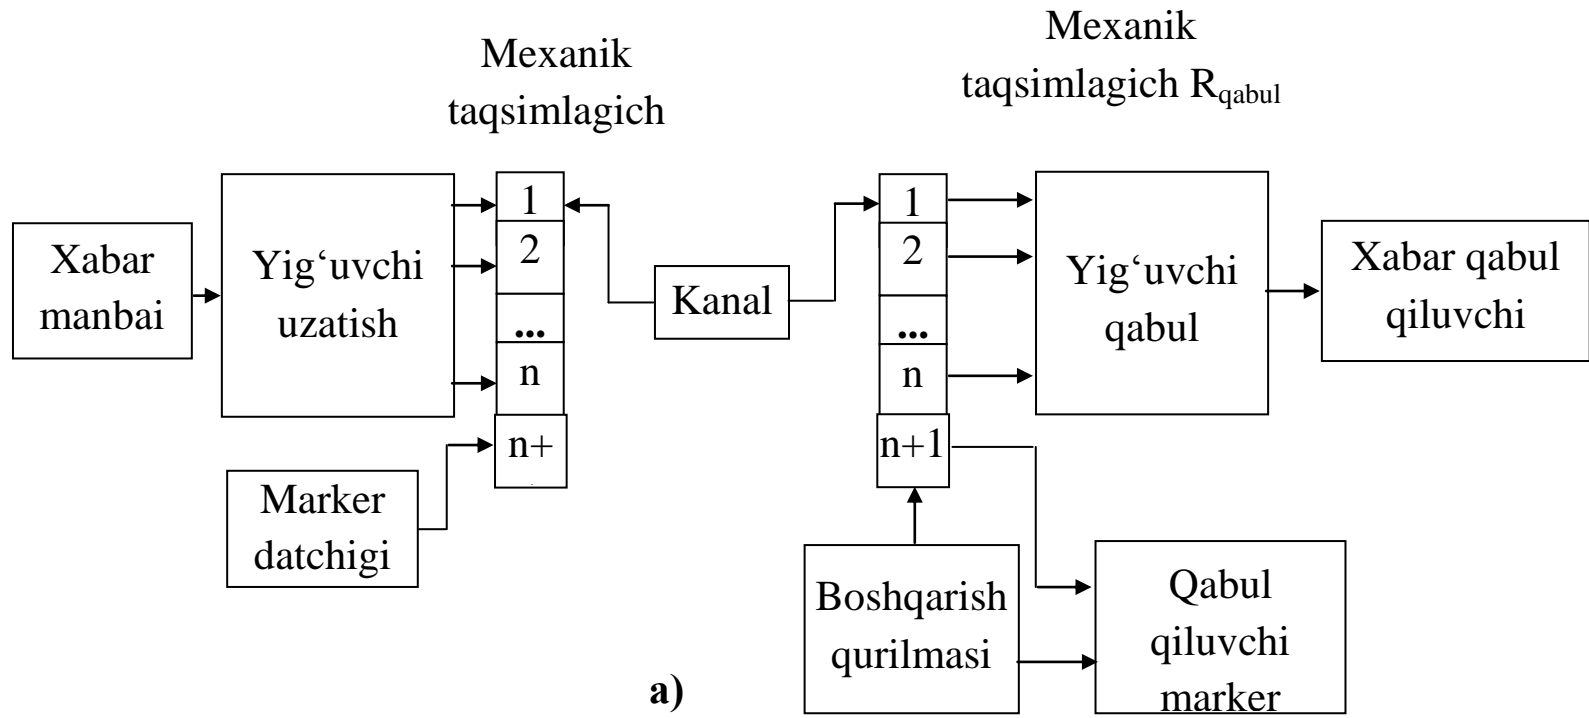 Mexanik
taqsimlagich
Mexanik
taqsimlagich Rqabul
Xabar
manbai
Yig‘uvchi
uzatish
1
2
...
n
n+
Marker
datchigi
Kanal
1
2
...
n
n+1
Yig‘uvchi
qabul
Xabar qabul
qiluvchi
Boshqarish
qurilmasi
Qabul
qiluvchi
marker
a)